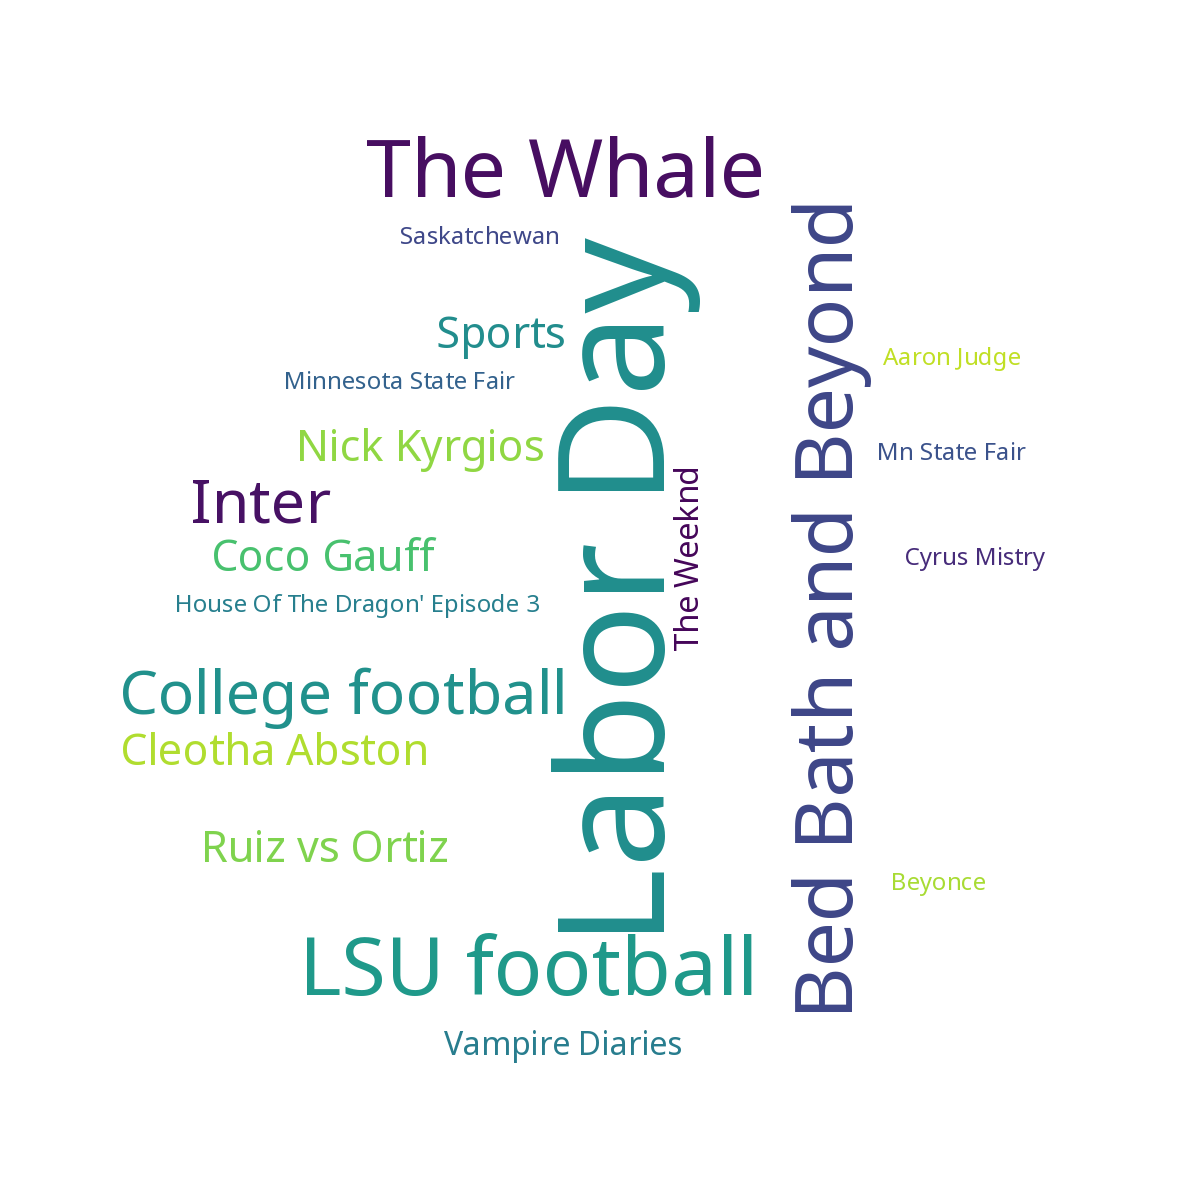 The Whale
Saskatchewan
Sports
Minnesota State Fair
Nick Kyrgios
Inter
Coco Gauff
House Of The Dragon' Episode 3
College football
Cleotha Abston
Ruiz vs Ortiz
LSU football
Vampire Diaries
Labor Day
The Weeknd
Bed Bath and Beyond
Aaron Judge
Mn State Fair
Cyrus Mistry
Beyonce